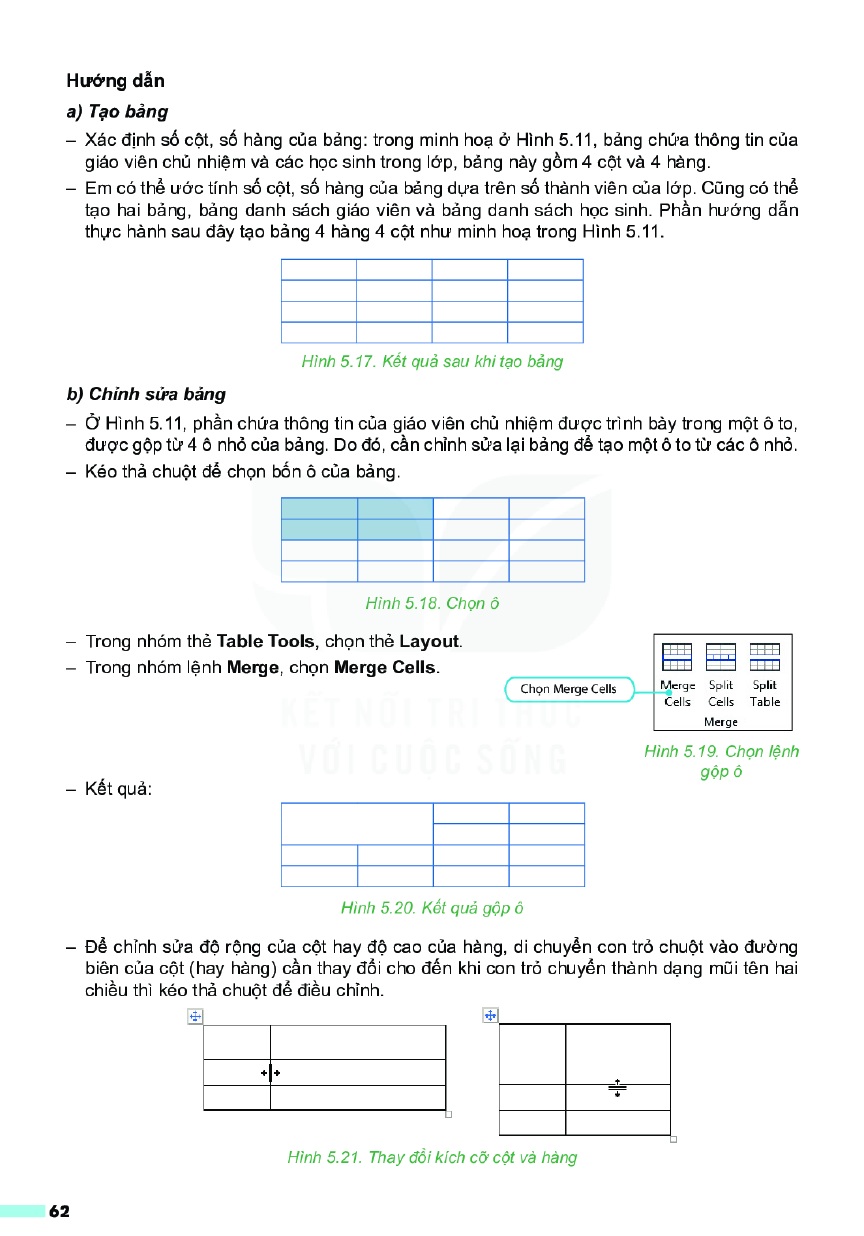 Hướng dẫn
a) Tạo bảng
– Xác định số cột, số hàng của bảng: trong minh hoạ ở Hình 5.11, bảng chứa thông tin của
giáo viên chủ nhiệm và các học sinh trong lớp, bảng này gồm 4 cột và 4 hàng.
– Em có thể ước tính số cột, số hàng của bảng dựa trên số thành viên của lớp. Cũng có thể
tạo hai bảng, bảng danh sách giáo viên và bảng danh sách học sinh. Phần hướng dẫn
thực hành sau đây tạo bảng 4 hàng 4 cột như minh hoạ trong Hình 5.11.
Hình 5.17. Kết quả sau khi tạo bảng
b) Chỉnh sửa bảng
– Ở Hình 5.11, phần chứa thông tin của giáo viên chủ nhiệm được trình bày trong một ô to,
được gộp từ 4 ô nhỏ của bảng. Do đó, cần chỉnh sửa lại bảng để tạo một ô to từ các ô nhỏ.
– Kéo thả chuột để chọn bốn ô của bảng.
Hình 5.18. Chọn ô
– Trong nhóm thẻ Table Tools, chọn thẻ Layout.
– Trong nhóm lệnh Merge, chọn Merge Cells.
Chọn Merge Cells
Merge Split Split
Cells Cells Table
Merge
KẾT NỐI TRI THỨC
VỚI CUỘC SỐNG
Hình 5.19. Chọn lệnh
gộp ô
– Kết quả:
Hình 5.20. Kết quả gộp ô
– Để chỉnh sửa độ rộng của cột hay độ cao của hàng, di chuyển con trỏ chuột vào đường
biên của cột (hay hàng) cần thay đổi cho đến khi con trỏ chuyển thành dạng mũi tên hai
chiều thì kéo thả chuột để điều chỉnh.
Hình 5.21. Thay đổi kích cỡ cột và hàng
62